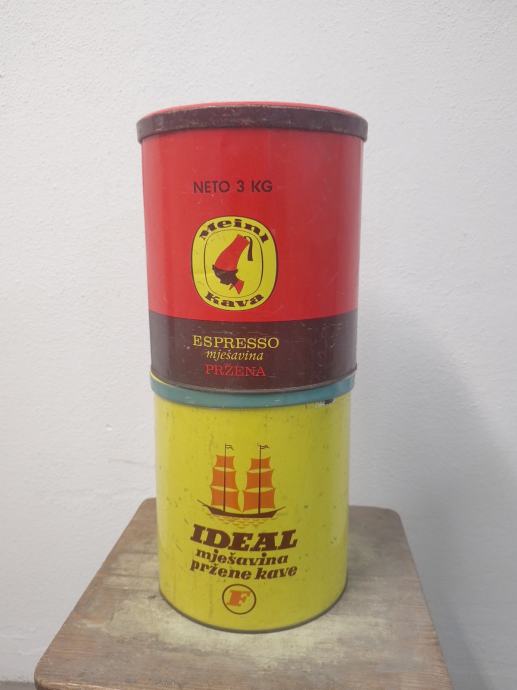 NETO 3 KG
Meinl
kava
ESPRESSO
mješavina
PRŽENA
IDEAL
mješavina
pržene kave
F